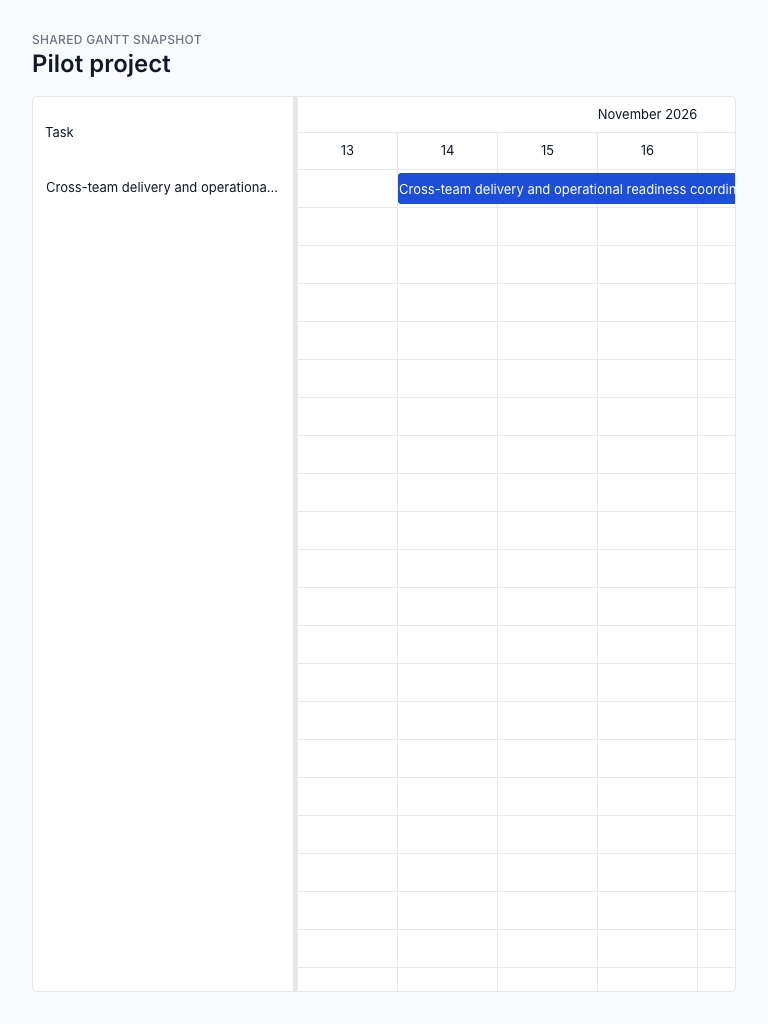 SHARED GANTT SNAPSHOT
Pilot project
Task
November 2026
13
14
15
16
Cross-team delivery and operationa...
Cross-team delivery and operational readiness coordin